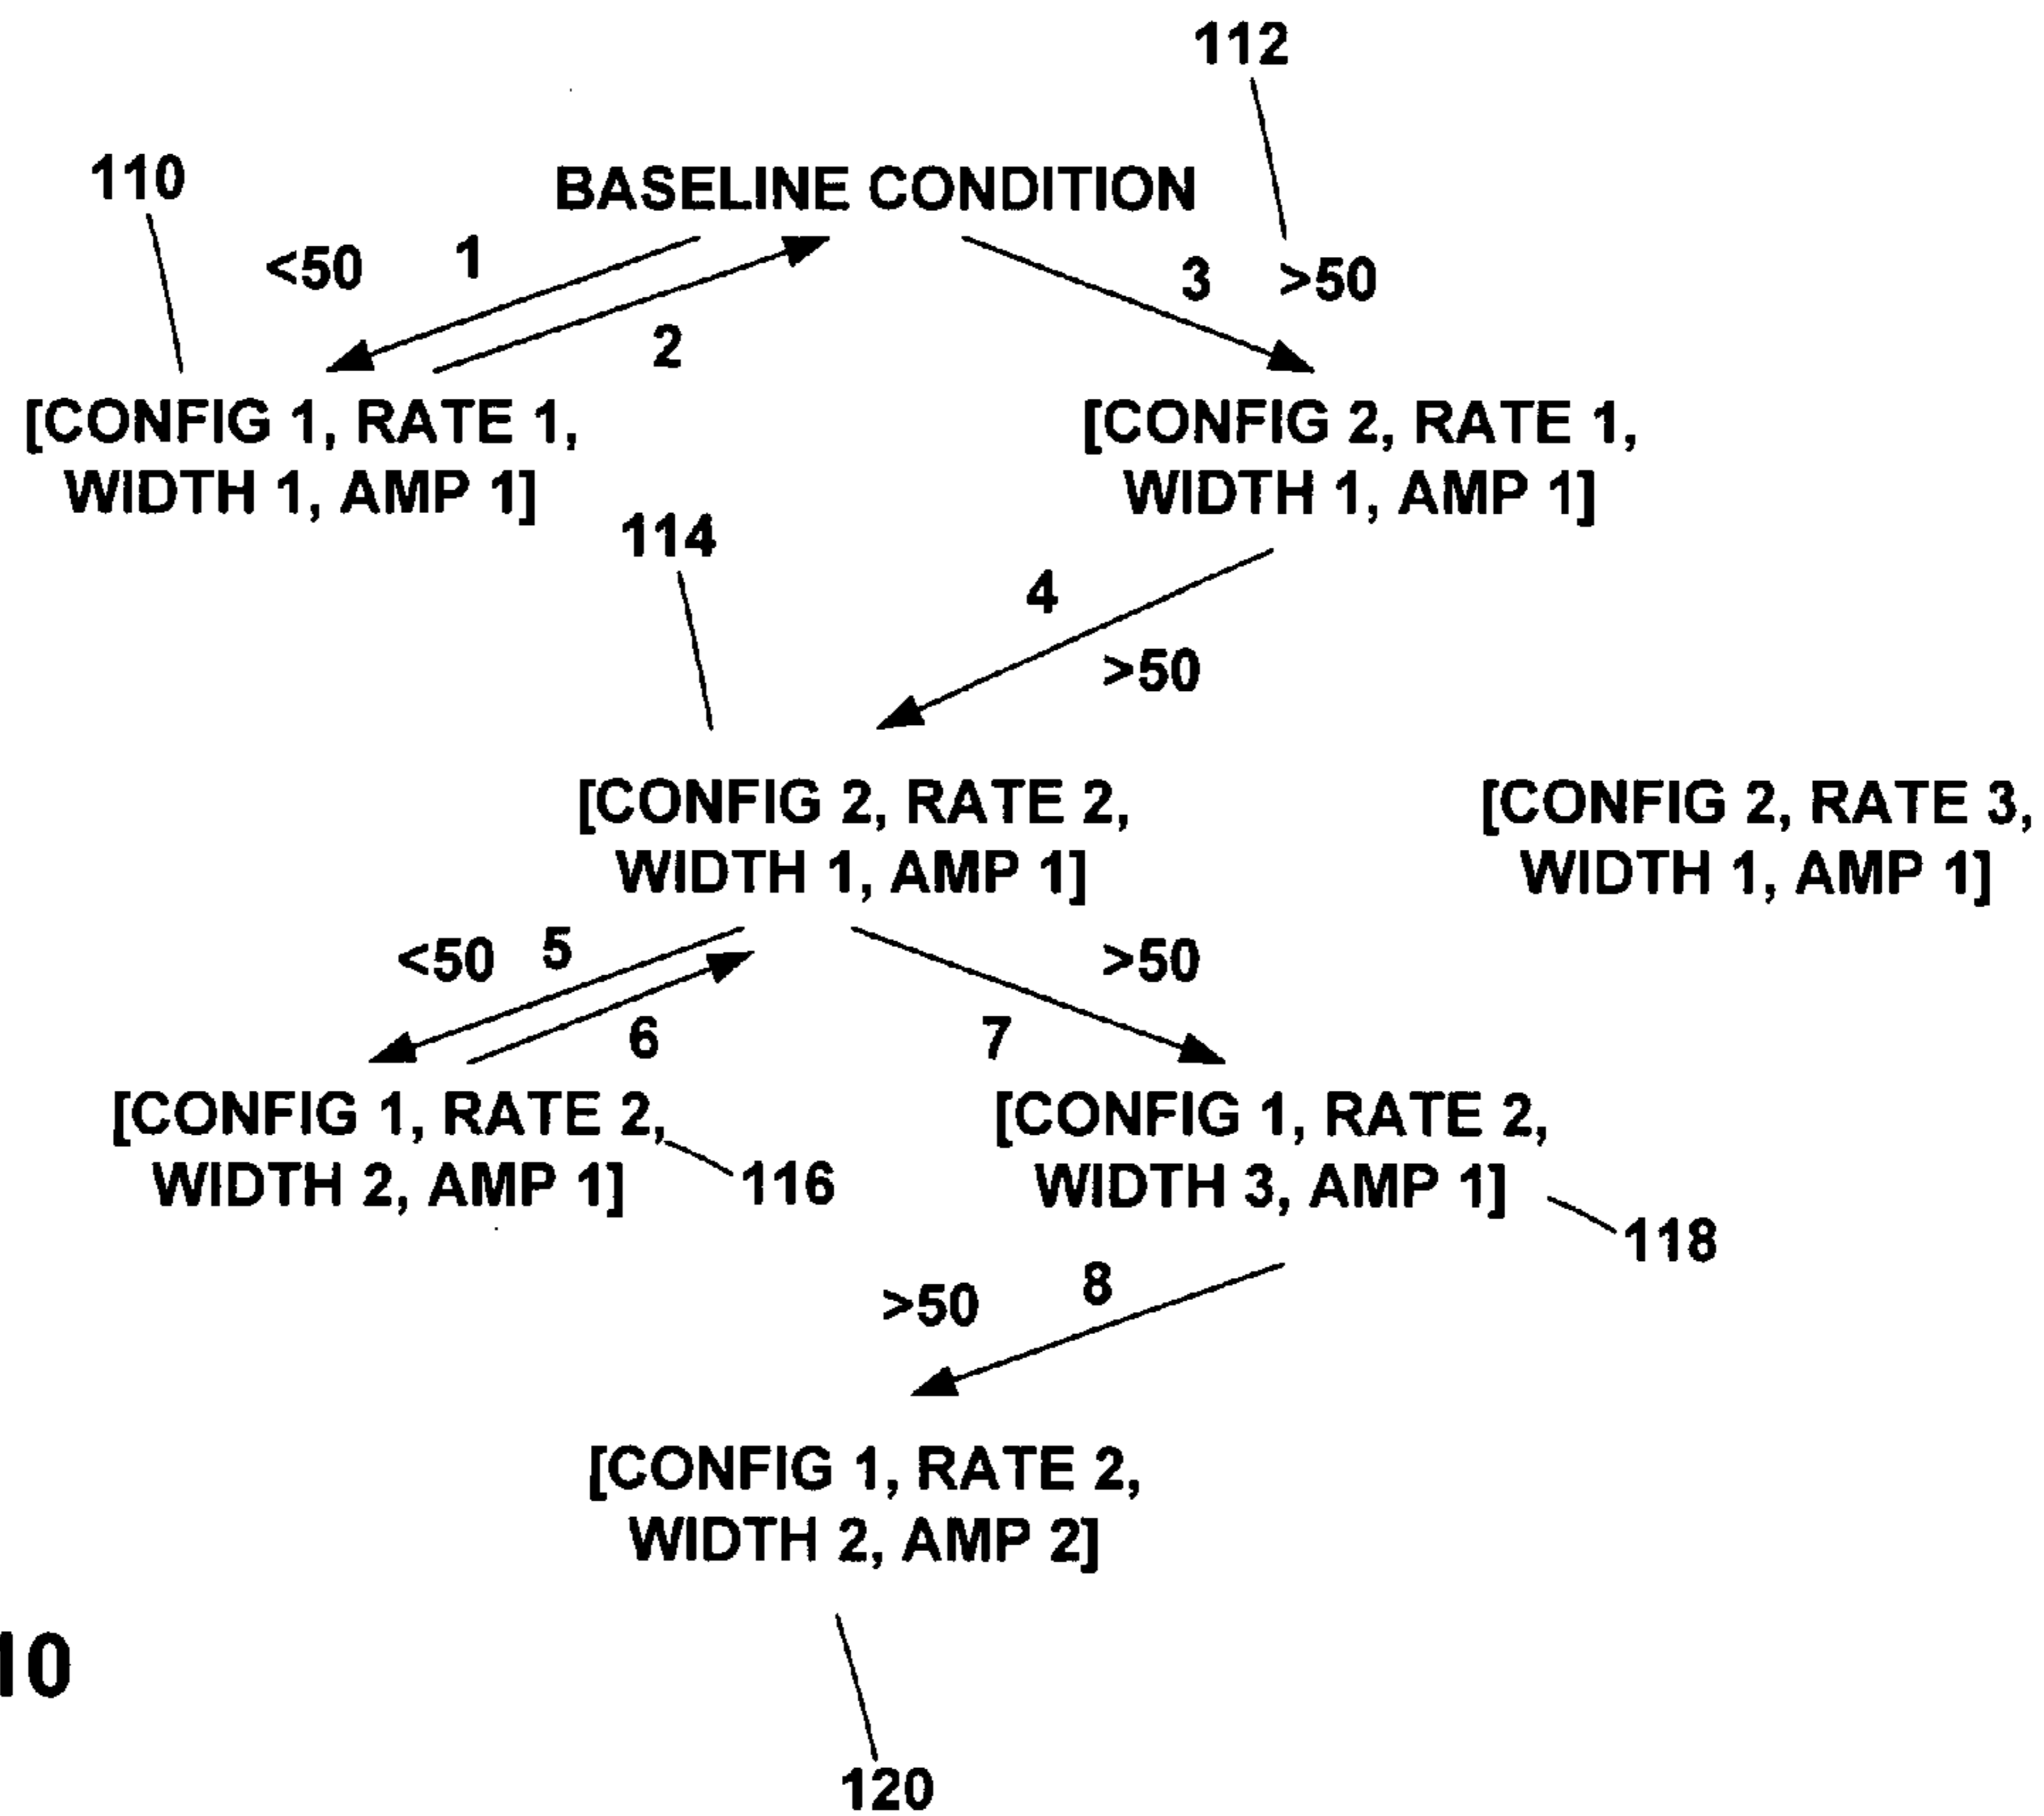 112
110
BASELINE CONDITION
<50 1
3 >50
2
[CONFIG 1, RATE 1,
WIDTH 1, AMP 1]
[CONFIG 2, RATE 1,
WIDTH 1, AMP 1]
114
4
>50
[CONFIG 2, RATE 2,
WIDTH 1, AMP 1]
[CONFIG 2, RATE 3,
WIDTH 1, AMP 1]
<50 5
>50
6
7
[CONFIG 1, RATE 2,
WIDTH 2, AMP 1]
116
[CONFIG 1, RATE 2,
WIDTH 3, AMP 1]
118
>50 8
[CONFIG 1, RATE 2,
WIDTH 2, AMP 2]
10
120